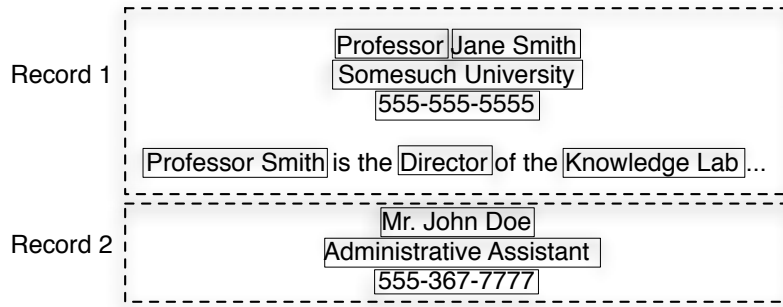 Record 1
Professor Jane Smith
Somesuch University
555-555-5555
Professor Smith is the Director of the Knowledge Lab ...
Record 2
Mr. John Doe
Administrative Assistant
555-367-7777